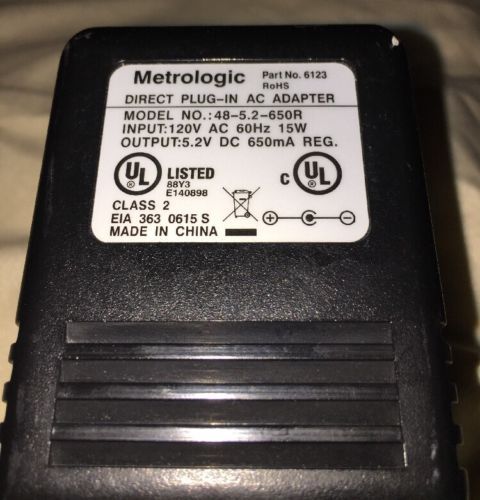 Metrologic Part No. 6123
RoHS
DIRECT PLUG-IN AC ADAPTER
MODEL NO.:48-5.2-650R
INPUT:120V AC 60Hz 15W
OUTPUT:5.2V DC 650mA REG.
UL LISTED c UL
88Y3
E140898
CLASS 2
EIA 363 0615 S
MADE IN CHINA